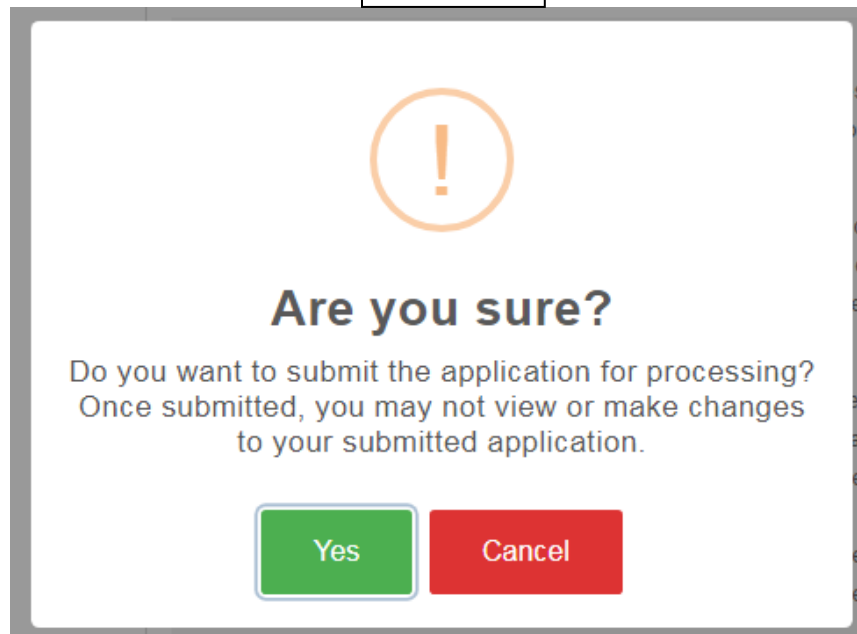 !
Are you sure?
Do you want to submit the application for processing?
Once submitted, you may not view or make changes
to your submitted application.
Yes
Cancel